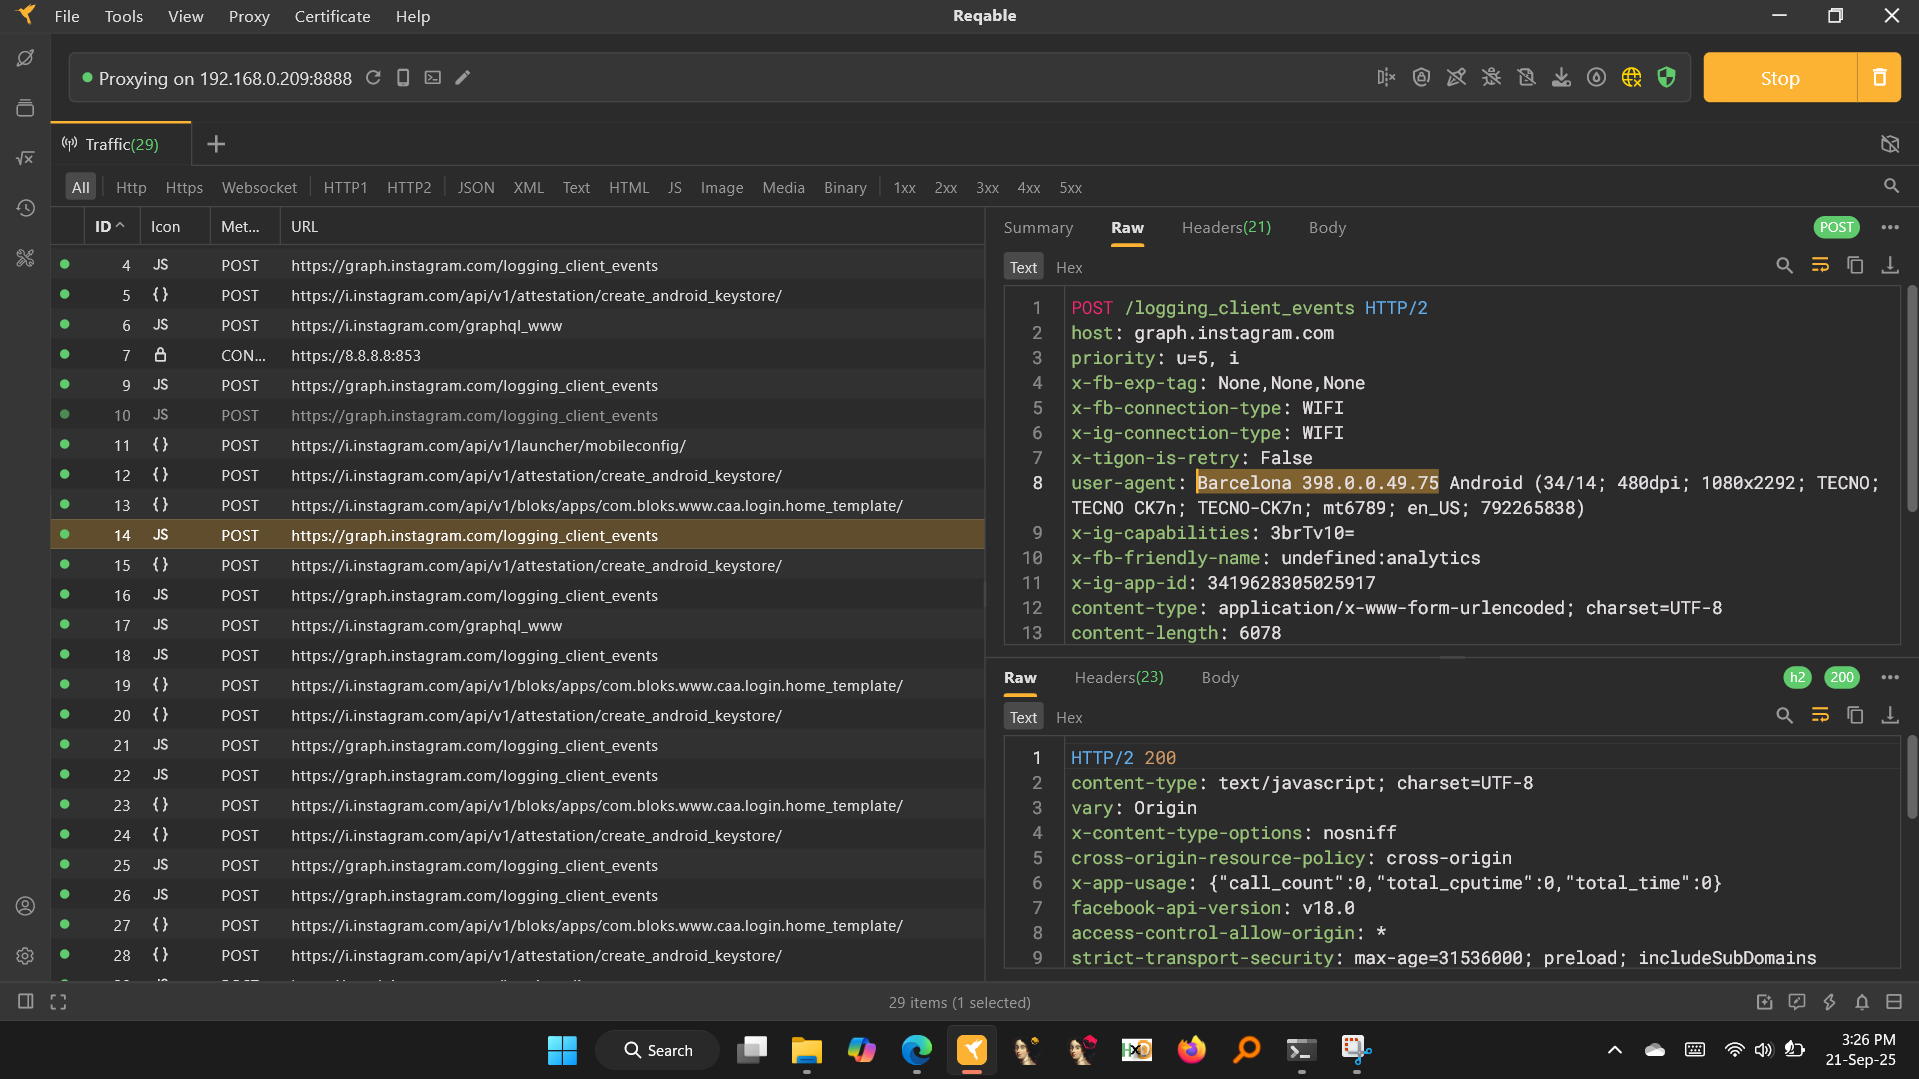 File Tools View Proxy Certificate Help
Reqable
Proxying on 192.168.0.209:8888
Stop
Traffic(29)
All Http Https Websocket HTTP1 HTTP2 JSON XML Text HTML JS Image Media Binary 1xx 2xx 3xx 4xx 5xx
ID Icon Met... URL
4 JS POST https://graph.instagram.com/logging_client_events
5 {} POST https://i.instagram.com/api/v1/attestation/create_android_keystore/
6 JS POST https://i.instagram.com/graphql_www
7 CON... https://8.8.8.8:853
9 JS POST https://graph.instagram.com/logging_client_events
10 JS POST https://graph.instagram.com/logging_client_events
11 {} POST https://i.instagram.com/api/v1/launcher/mobileconfig/
12 {} POST https://i.instagram.com/api/v1/attestation/create_android_keystore/
13 {} POST https://i.instagram.com/api/v1/bloks/apps/com.bloks.www.caa.login.home_template/
14 JS POST https://graph.instagram.com/logging_client_events
15 {} POST https://i.instagram.com/api/v1/attestation/create_android_keystore/
16 JS POST https://graph.instagram.com/logging_client_events
17 JS POST https://i.instagram.com/graphql_www
18 JS POST https://graph.instagram.com/logging_client_events
19 {} POST https://i.instagram.com/api/v1/bloks/apps/com.bloks.www.caa.login.home_template/
20 {} POST https://i.instagram.com/api/v1/attestation/create_android_keystore/
21 JS POST https://graph.instagram.com/logging_client_events
22 JS POST https://graph.instagram.com/logging_client_events
23 {} POST https://i.instagram.com/api/v1/bloks/apps/com.bloks.www.caa.login.home_template/
24 {} POST https://i.instagram.com/api/v1/attestation/create_android_keystore/
25 JS POST https://graph.instagram.com/logging_client_events
26 JS POST https://graph.instagram.com/logging_client_events
27 {} POST https://i.instagram.com/api/v1/bloks/apps/com.bloks.www.caa.login.home_template/
28 {} POST https://i.instagram.com/api/v1/attestation/create_android_keystore/
Summary Raw Headers(21) Body POST
Text Hex
1 POST /logging_client_events HTTP/2
2 host: graph.instagram.com
3 priority: u=5, i
4 x-fb-exp-tag: None,None,None
5 x-fb-connection-type: WIFI
6 x-ig-connection-type: WIFI
7 x-tigon-is-retry: False
8 user-agent: Barcelona 398.0.0.49.75 Android (34/14; 480dpi; 1080x2292; TECNO;
TECNO CK7n; TECNO-CK7n; mt6789; en_US; 792265838)
9 x-ig-capabilities: 3brTv10=
10 x-fb-friendly-name: undefined:analytics
11 x-ig-app-id: 3419628305025917
12 content-type: application/x-www-form-urlencoded; charset=UTF-8
13 content-length: 6078
Raw Headers(23) Body h2 200
Text Hex
1 HTTP/2 200
2 content-type: text/javascript; charset=UTF-8
3 vary: Origin
4 x-content-type-options: nosniff
5 cross-origin-resource-policy: cross-origin
6 x-app-usage: {"call_count":0,"total_cputime":0,"total_time":0}
7 facebook-api-version: v18.0
8 access-control-allow-origin: *
9 strict-transport-security: max-age=31536000; preload; includeSubDomains
29 items (1 selected)
Search
3:26 PM
21-Sep-25